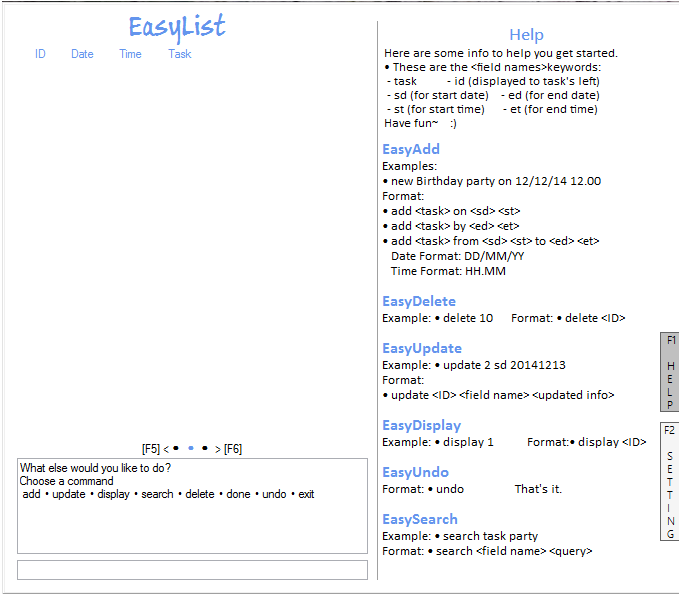 EasyList
ID Date Time Task
[F5] < • • • > [F6]
What else would you like to do?
Choose a command
add • update • display • search • delete • done • undo • exit
Help
Here are some info to help you get started.
• These are the <field names>keywords:
- task - id (displayed to task's left)
- sd (for start date) - ed (for end date)
- st (for start time) - et (for end time)
Have fun~ :)
EasyAdd
Examples:
• new Birthday party on 12/12/14 12.00
Format:
• add <task> on <sd> <st>
• add <task> by <ed> <et>
• add <task> from <sd> <st> to <ed> <et>
Date Format: DD/MM/YY
Time Format: HH.MM
EasyDelete
Example: • delete 10 Format: • delete <ID>
EasyUpdate
Example: • update 2 sd 20141213
Format:
• update <ID> <field name> <updated info>
EasyDisplay
Example: • display 1 Format:• display <ID>
EasyUndo
Format: • undo That's it.
EasySearch
Example: • search task party
Format: • search <field name> <query>
F1
H
E
L
P
F2
S
E
T
T
I
N
G